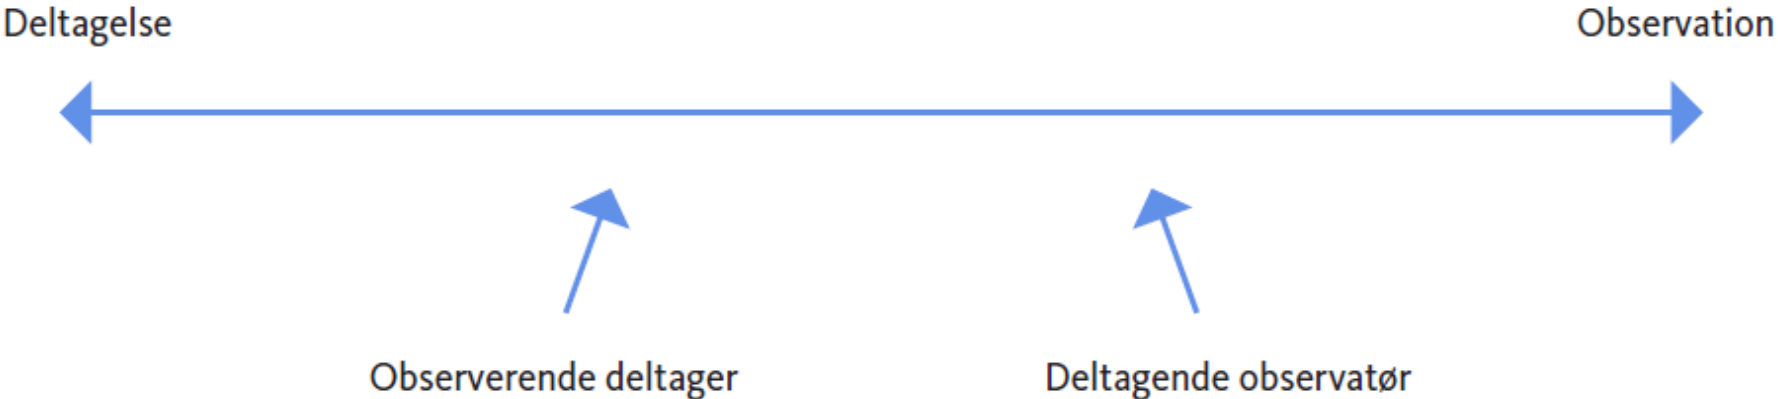 Deltagelse
Observation
Observerende deltager
Deltagende observatør